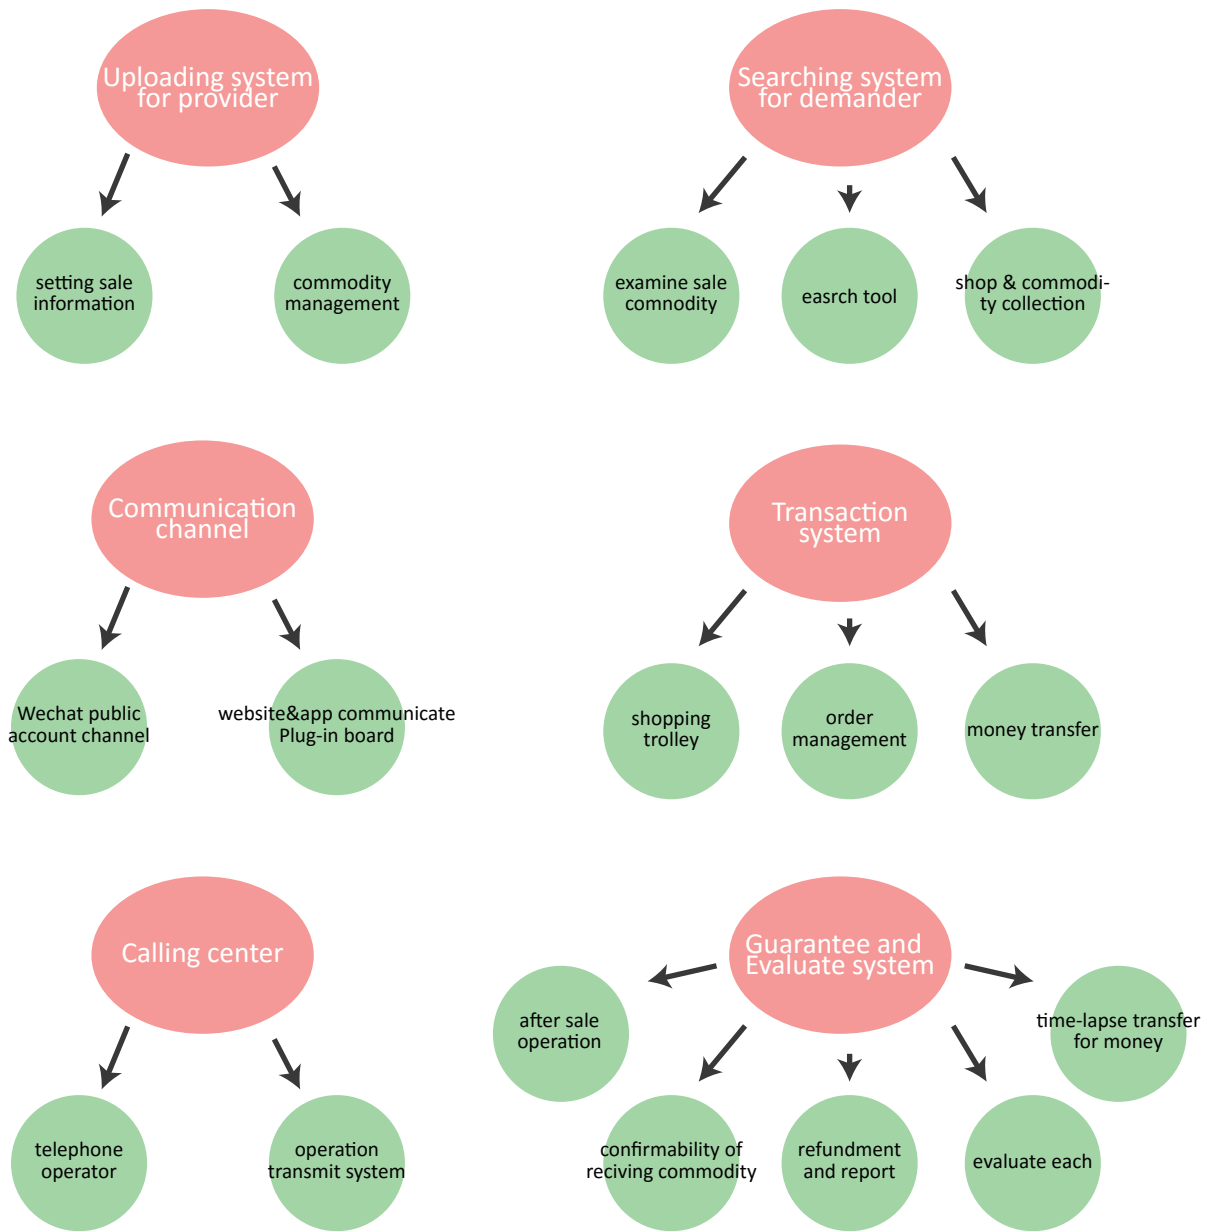 Uploading system
for provider
setting sale
information
commodity
management
Searching system
for demander
examine sale
comnodity
easrch tool
shop & commodi-
ty collection
Communication
channel
Wechat public
account channel
website&app communicate
Plug-in board
Transaction
system
shopping
trolley
order
management
money transfer
Calling center
telephone
operator
operation
transmit system
Guarantee and
Evaluate system
after sale
operation
confirmability of
reciving commodity
refundment
and report
evaluate each
time-lapse transfer
for money